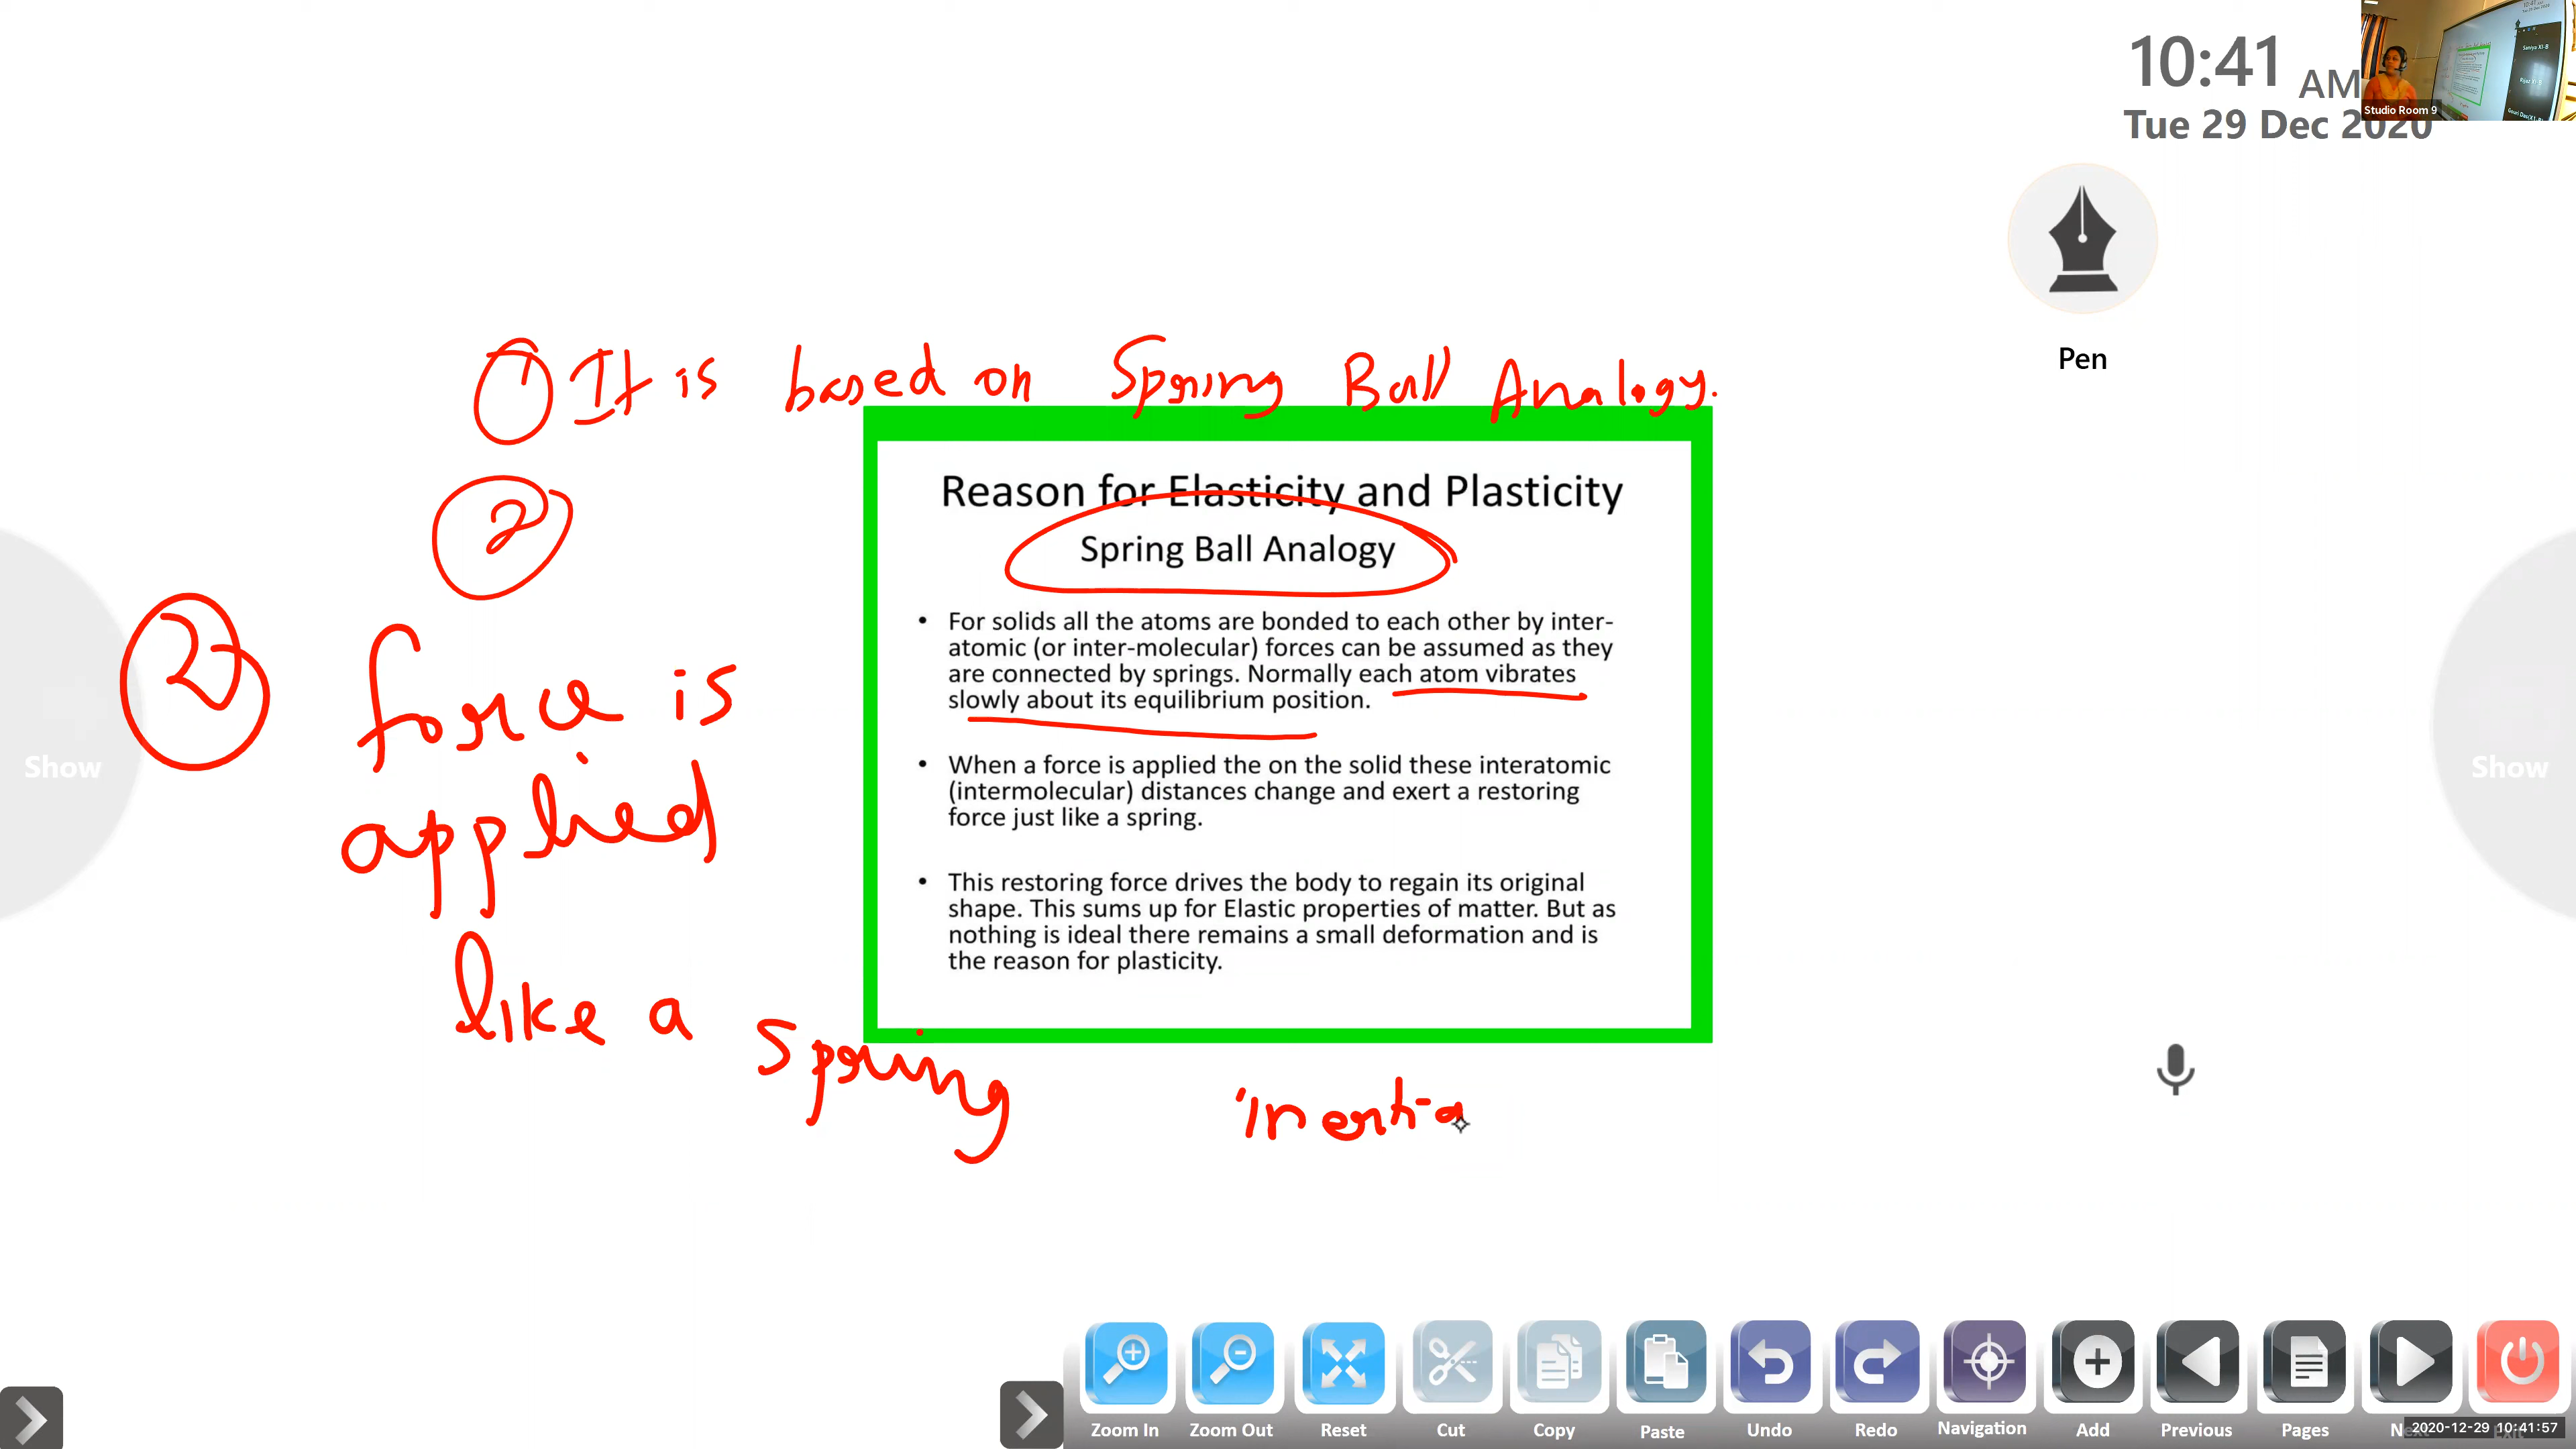 10:41 AM
Tue 29 Dec 2020
Studio Room 9
Pen
① It is based on Spring Ball Analogy.
②
Reason for Elasticity and Plasticity
Spring Ball Analogy
• For solids all the atoms are bonded to each other by inter-
atomic (or inter-molecular) forces can be assumed as they
are connected by springs. Normally each atom vibrates
slowly about its equilibrium position.
• When a force is applied the on the solid these interatomic
(intermolecular) distances change and exert a restoring
force just like a spring.
• This restoring force drives the body to regain its original
shape. This sums up for Elastic properties of matter. But as
nothing is ideal there remains a small deformation and is
the reason for plasticity.
② force is
applied
like a spring
inertia
Show
Show
Zoom In Zoom Out Reset Cut Copy Paste Undo Redo Navigation Add Previous Pages
2020-12-29 10:41:57